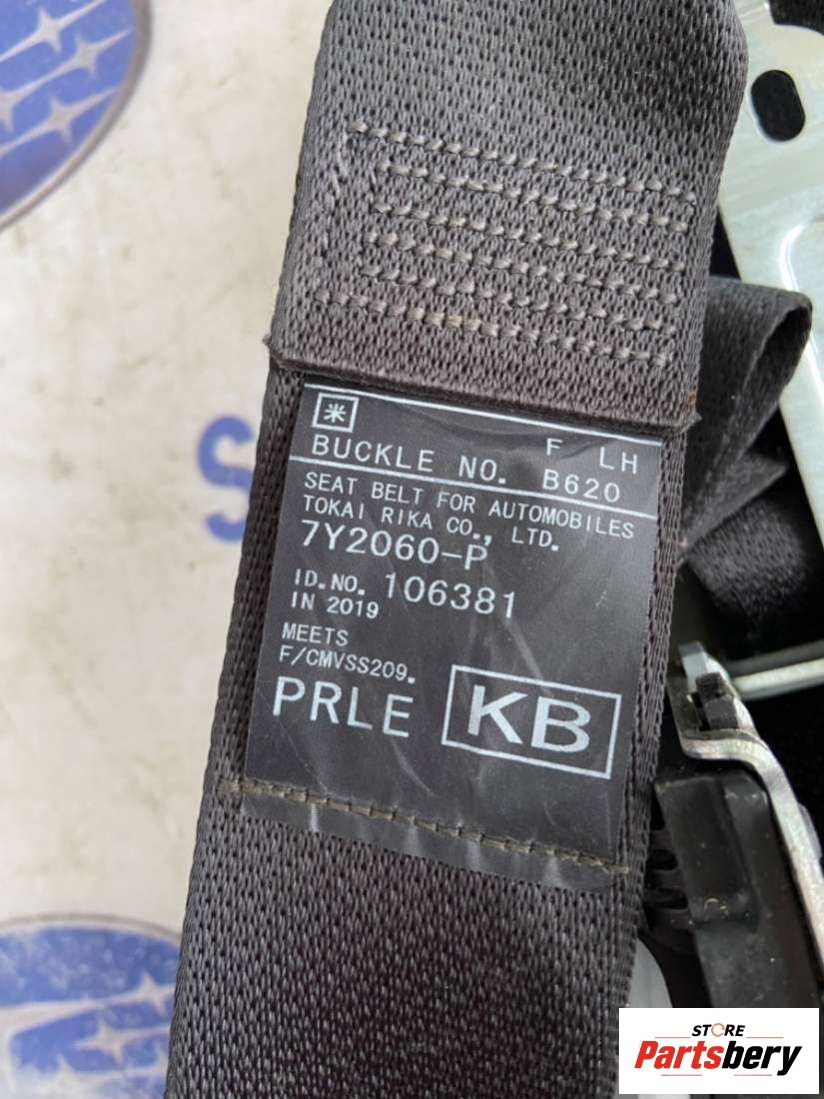 米
F LH
BUCKLE NO. B620
SEAT BELT FOR AUTOMOBILES
TOKAI RIKA CO., LTD.
7Y2060-P
ID.NO. 106381
IN 2019
MEETS
F/CMVSS209.
PRLE KB
S
STORE
Partsbery